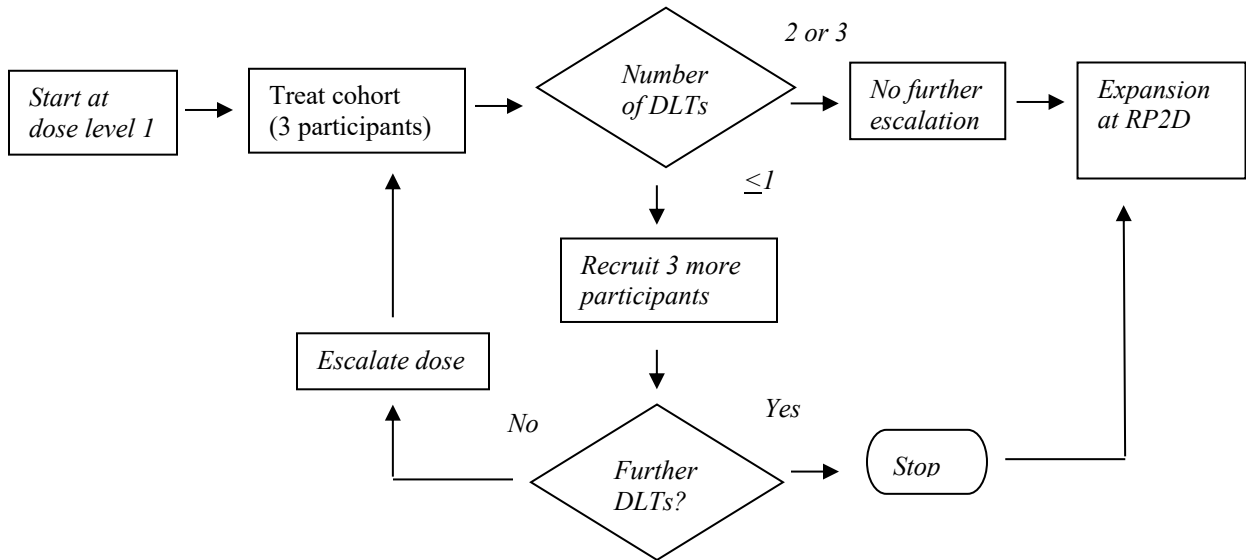 Start at
dose level 1
Treat cohort
(3 participants)
Number
of DLTs
2 or 3
No further
escalation
Expansion
at RP2D
≤1
Recruit 3 more
participants
Escalate dose
No
Yes
Further
DLTs?
Stop